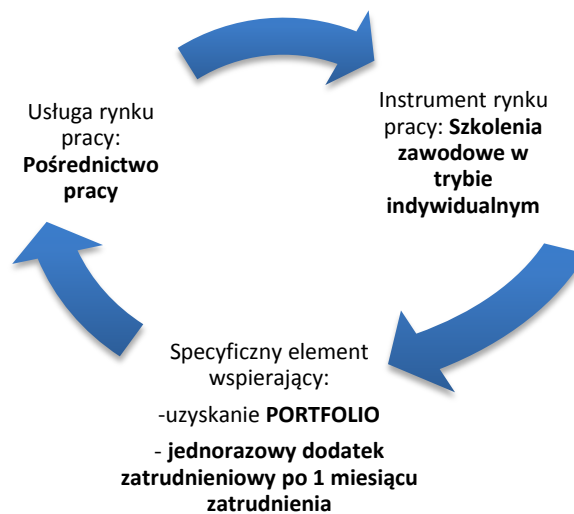 Usługa rynku
pracy:
Pośrednictwo
pracy
Instrument rynku
pracy: Szkolenia
zawodowe w
trybie
indywidualnym
Specyficzny element
wspierający:
-uzyskanie PORTFOLIO
- jednorazowy dodatek
zatrudnieniowy po 1 miesiącu
zatrudnienia